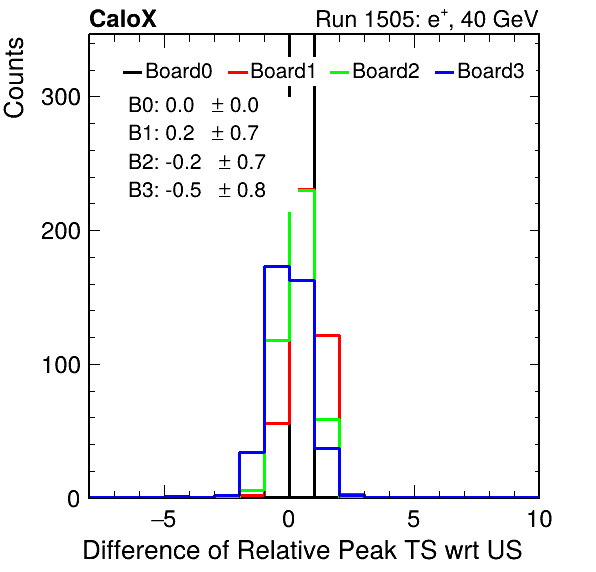 CaloX Run 1505: e⁺, 40 GeV
Counts
Board0 Board1 Board2 Board3
B0: 0.0 ± 0.0
B1: 0.2 ± 0.7
B2: -0.2 ± 0.7
B3: -0.5 ± 0.8
300
200
100
0
−5 0 5 10
Difference of Relative Peak TS wrt US